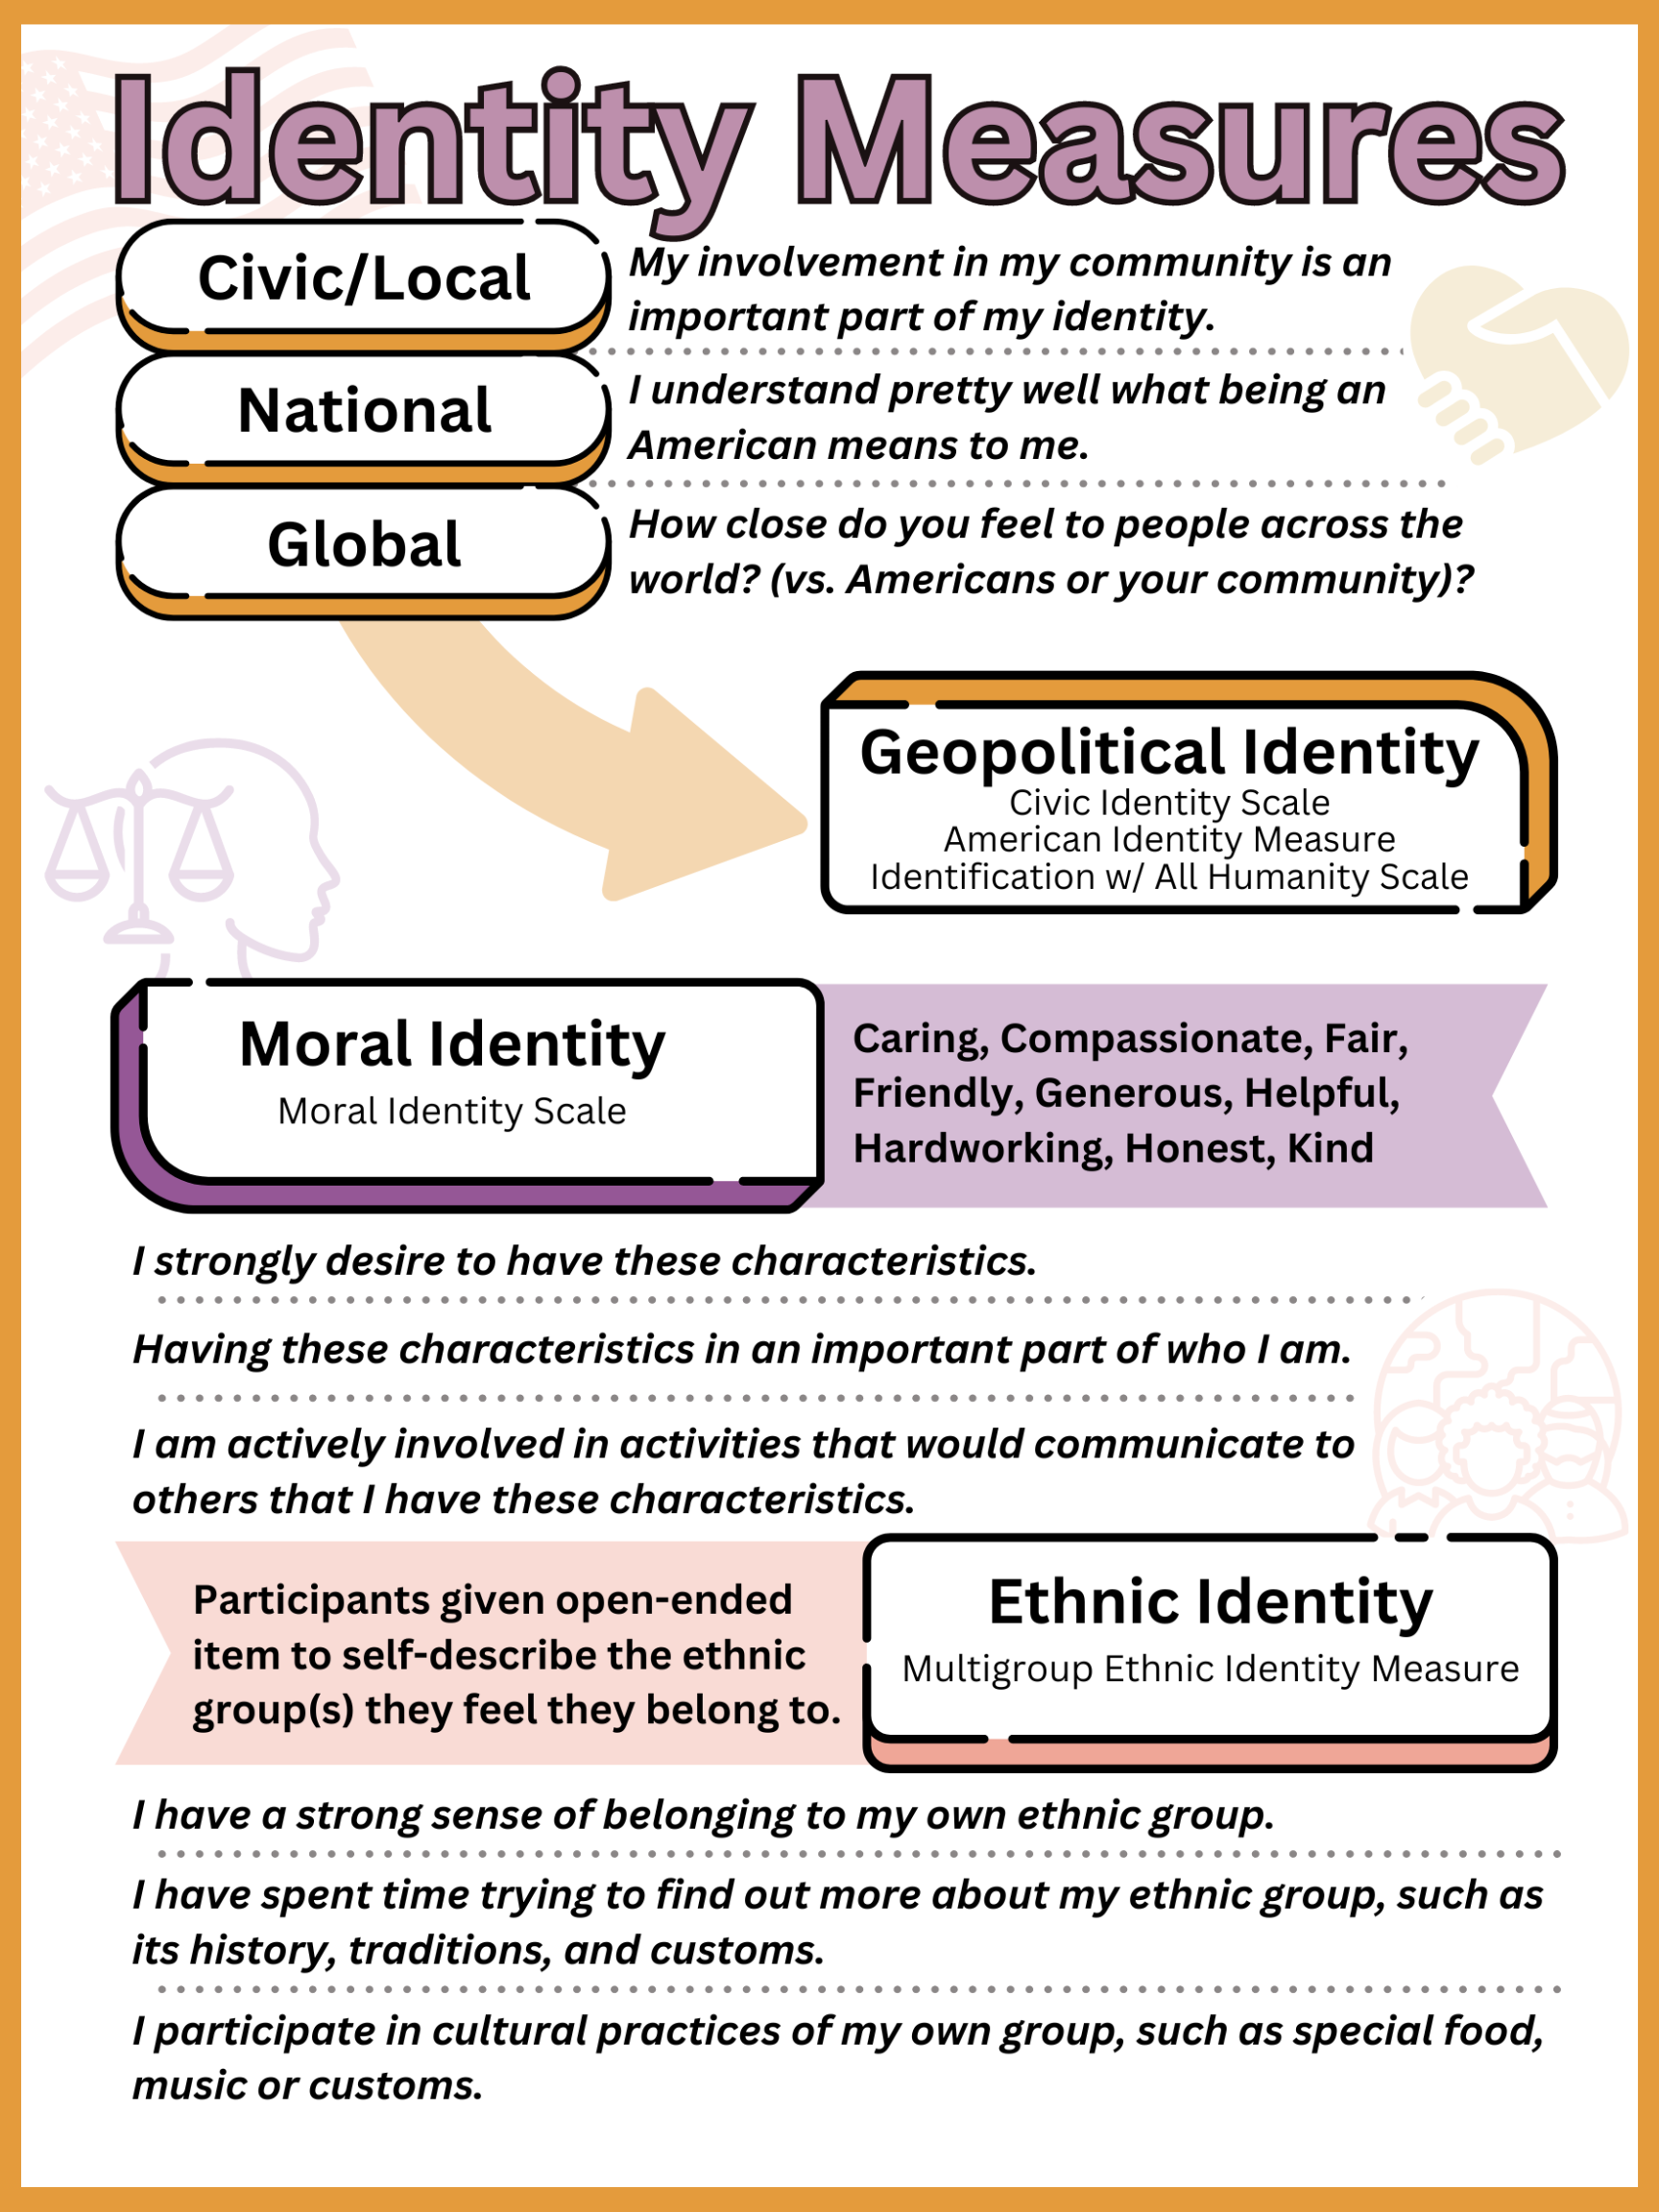 Identity Measures
Civic/Local
My involvement in my community is an
important part of my identity.
National
I understand pretty well what being an
American means to me.
Global
How close do you feel to people across the
world? (vs. Americans or your community)?
Geopolitical Identity
Civic Identity Scale
American Identity Measure
Identification w/ All Humanity Scale
Moral Identity
Moral Identity Scale
Caring, Compassionate, Fair,
Friendly, Generous, Helpful,
Hardworking, Honest, Kind
I strongly desire to have these characteristics.
Having these characteristics in an important part of who I am.
I am actively involved in activities that would communicate to
others that I have these characteristics.
Participants given open-ended
item to self-describe the ethnic
group(s) they feel they belong to.
Ethnic Identity
Multigroup Ethnic Identity Measure
I have a strong sense of belonging to my own ethnic group.
I have spent time trying to find out more about my ethnic group, such as
its history, traditions, and customs.
I participate in cultural practices of my own group, such as special food,
music or customs.